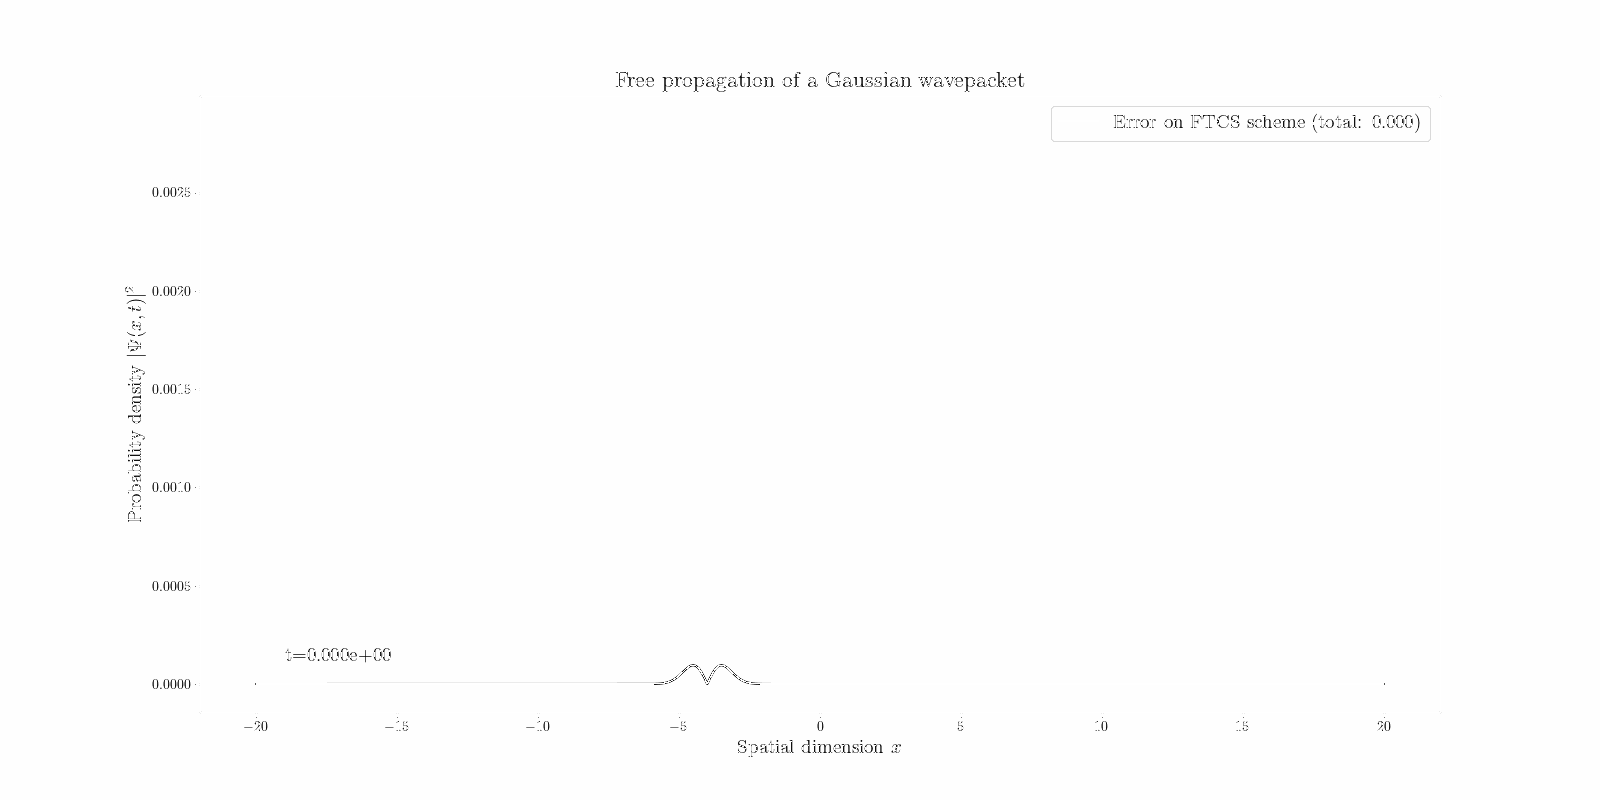 Free propagation of a Gaussian wavepacket
Error on FTCS scheme (total: 0.000)
Probability density |Ψ(x, t)|²
0.0025
0.0020
0.0015
0.0010
0.0005
0.0000
t=0.000e+00
−20 −15 −10 −5 0 5 10 15 20
Spatial dimension x